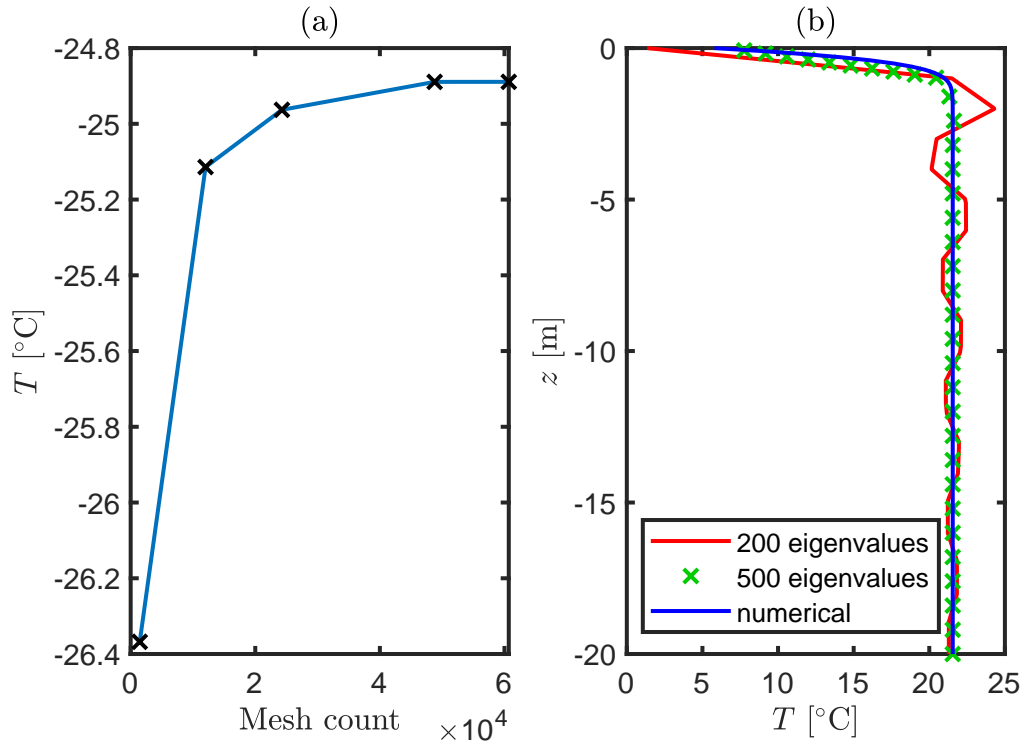 (a)
-24.8
-25
-25.2
-25.4
-25.6
-25.8
-26
-26.2
-26.4
T [°C]
0
2
4
6
Mesh count
×10⁴
(b)
0
-5
-10
-15
-20
z [m]
200 eigenvalues
500 eigenvalues
numerical
0
5
10
15
20
25
T [°C]